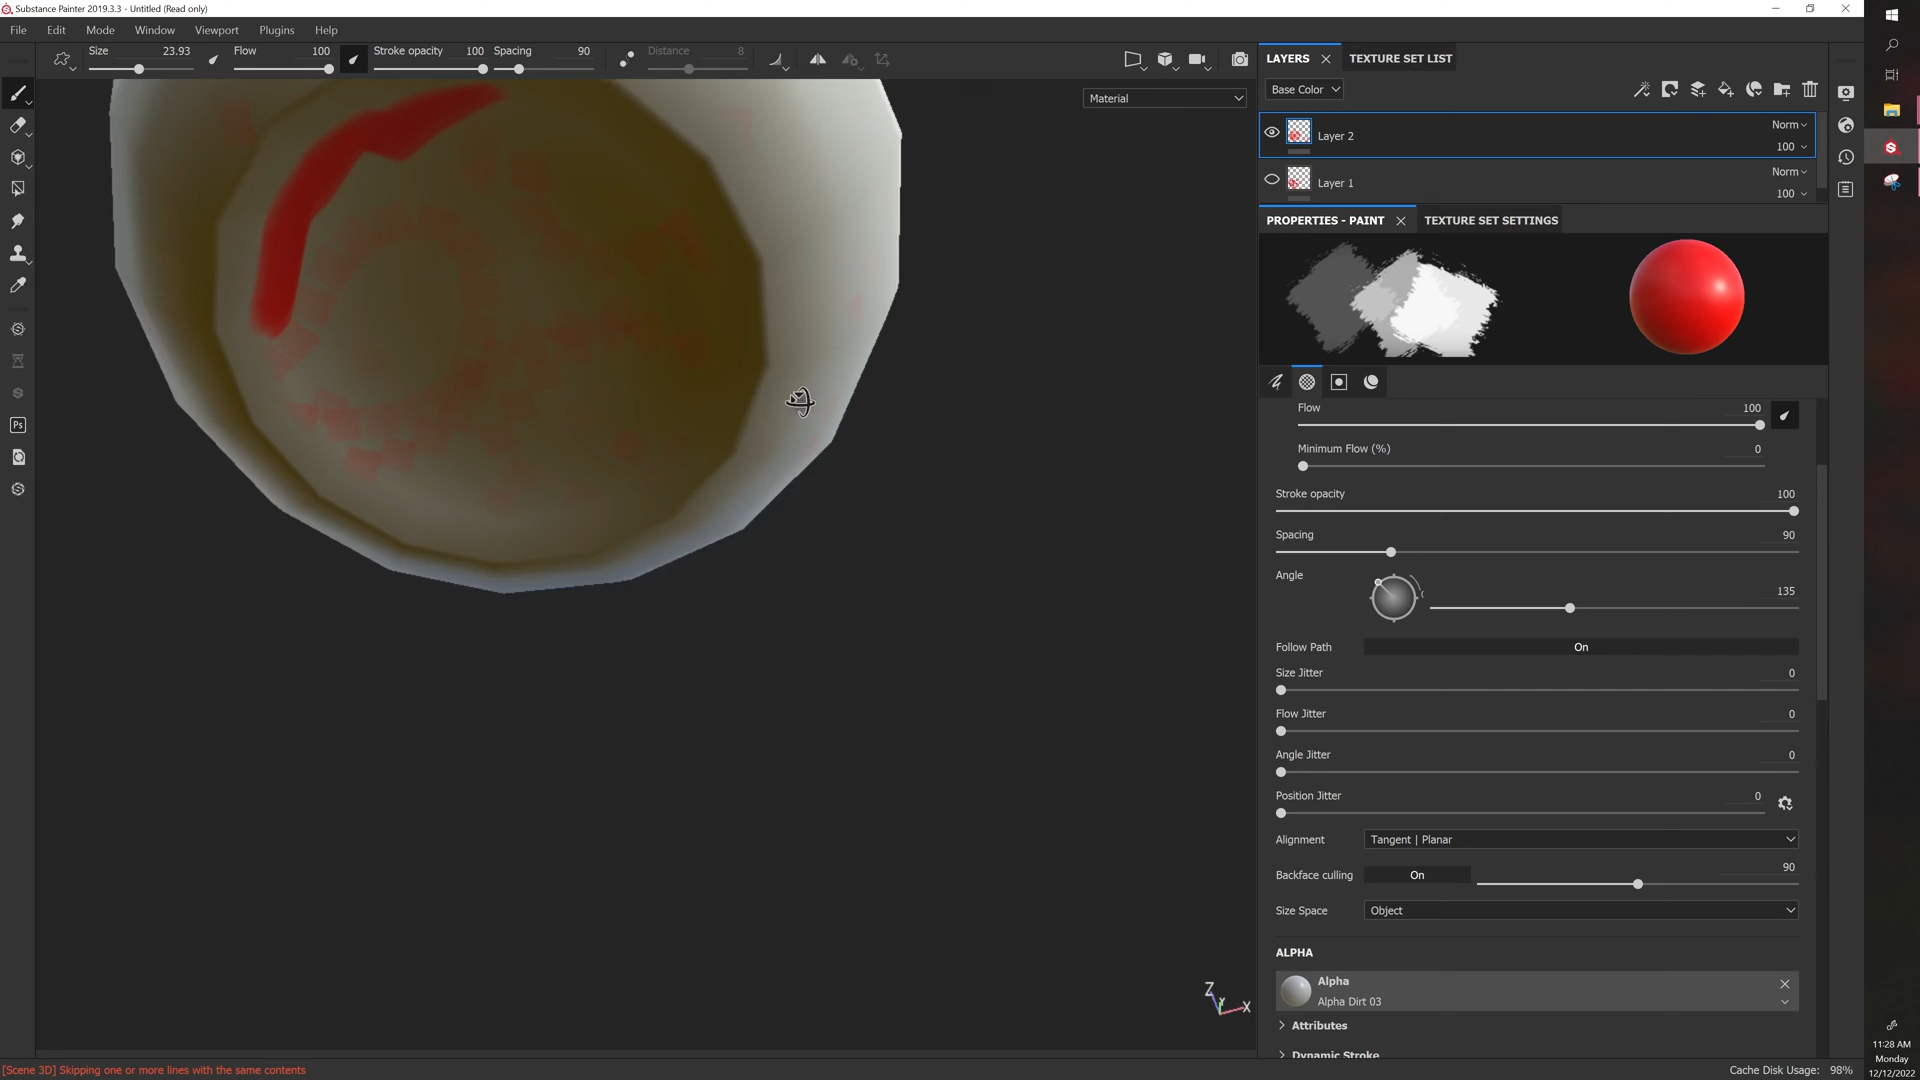 Substance Painter 2019.3.3 - Untitled (Read only)
File Edit Mode Window Viewport Plugins Help
Size 23.93 Flow 100 Stroke opacity 100 Spacing 90 Distance 8
Material
LAYERS TEXTURE SET LIST
Base Color
Layer 2 Norm
100
Layer 1 Norm
100
PROPERTIES - PAINT TEXTURE SET SETTINGS
Flow 100
Minimum Flow (%) 0
Stroke opacity 100
Spacing 90
Angle 135
Follow Path On
Size Jitter 0
Flow Jitter 0
Angle Jitter 0
Position Jitter 0
Alignment Tangent | Planar
Backface culling On 90
Size Space Object
ALPHA
Alpha
Alpha Dirt 03
Attributes
Dynamic Stroke
Ps
Z Y X
[Scene 3D] Skipping one or more lines with the same contents
Cache Disk Usage: 98%
11:28 AM
Monday
12/12/2022